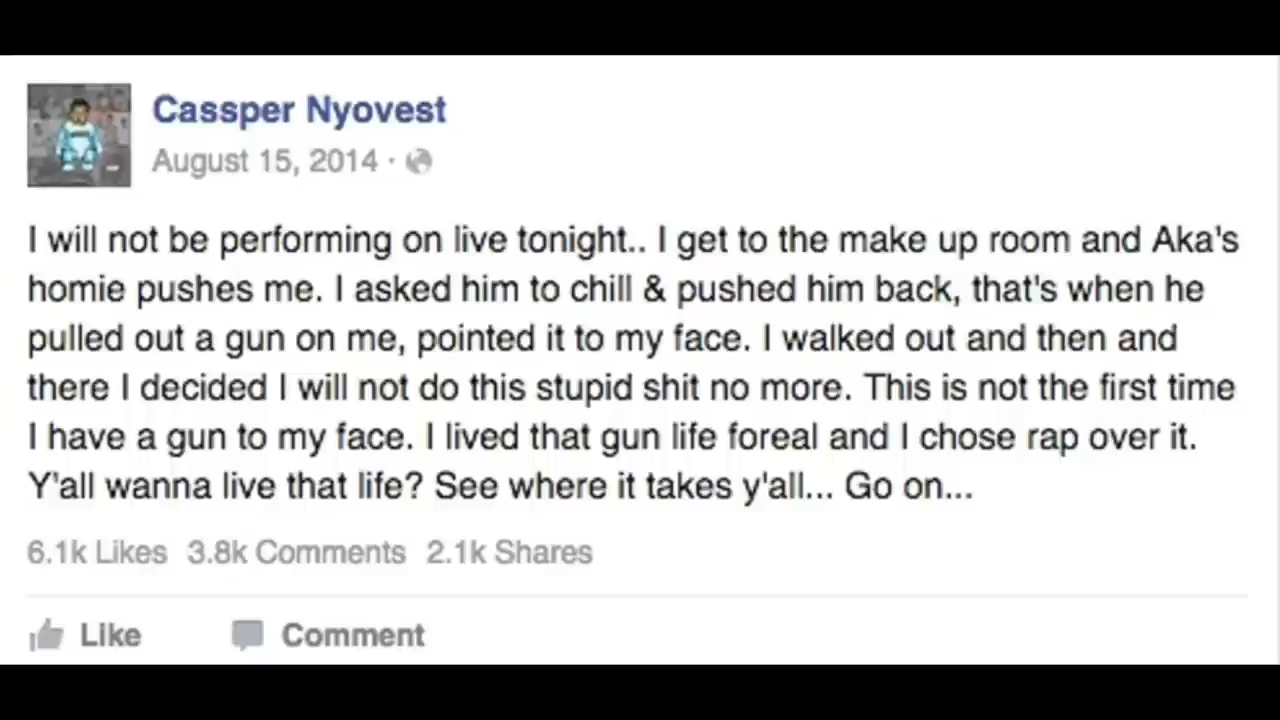 Cassper Nyovest
August 15, 2014 ·
I will not be performing on live tonight.. I get to the make up room and Aka's
homie pushes me. I asked him to chill & pushed him back, that's when he
pulled out a gun on me, pointed it to my face. I walked out and then and
there I decided I will not do this stupid shit no more. This is not the first time
I have a gun to my face. I lived that gun life foreal and I chose rap over it.
Y'all wanna live that life? See where it takes y'all... Go on...
6.1k Likes 3.8k Comments 2.1k Shares
Like Comment